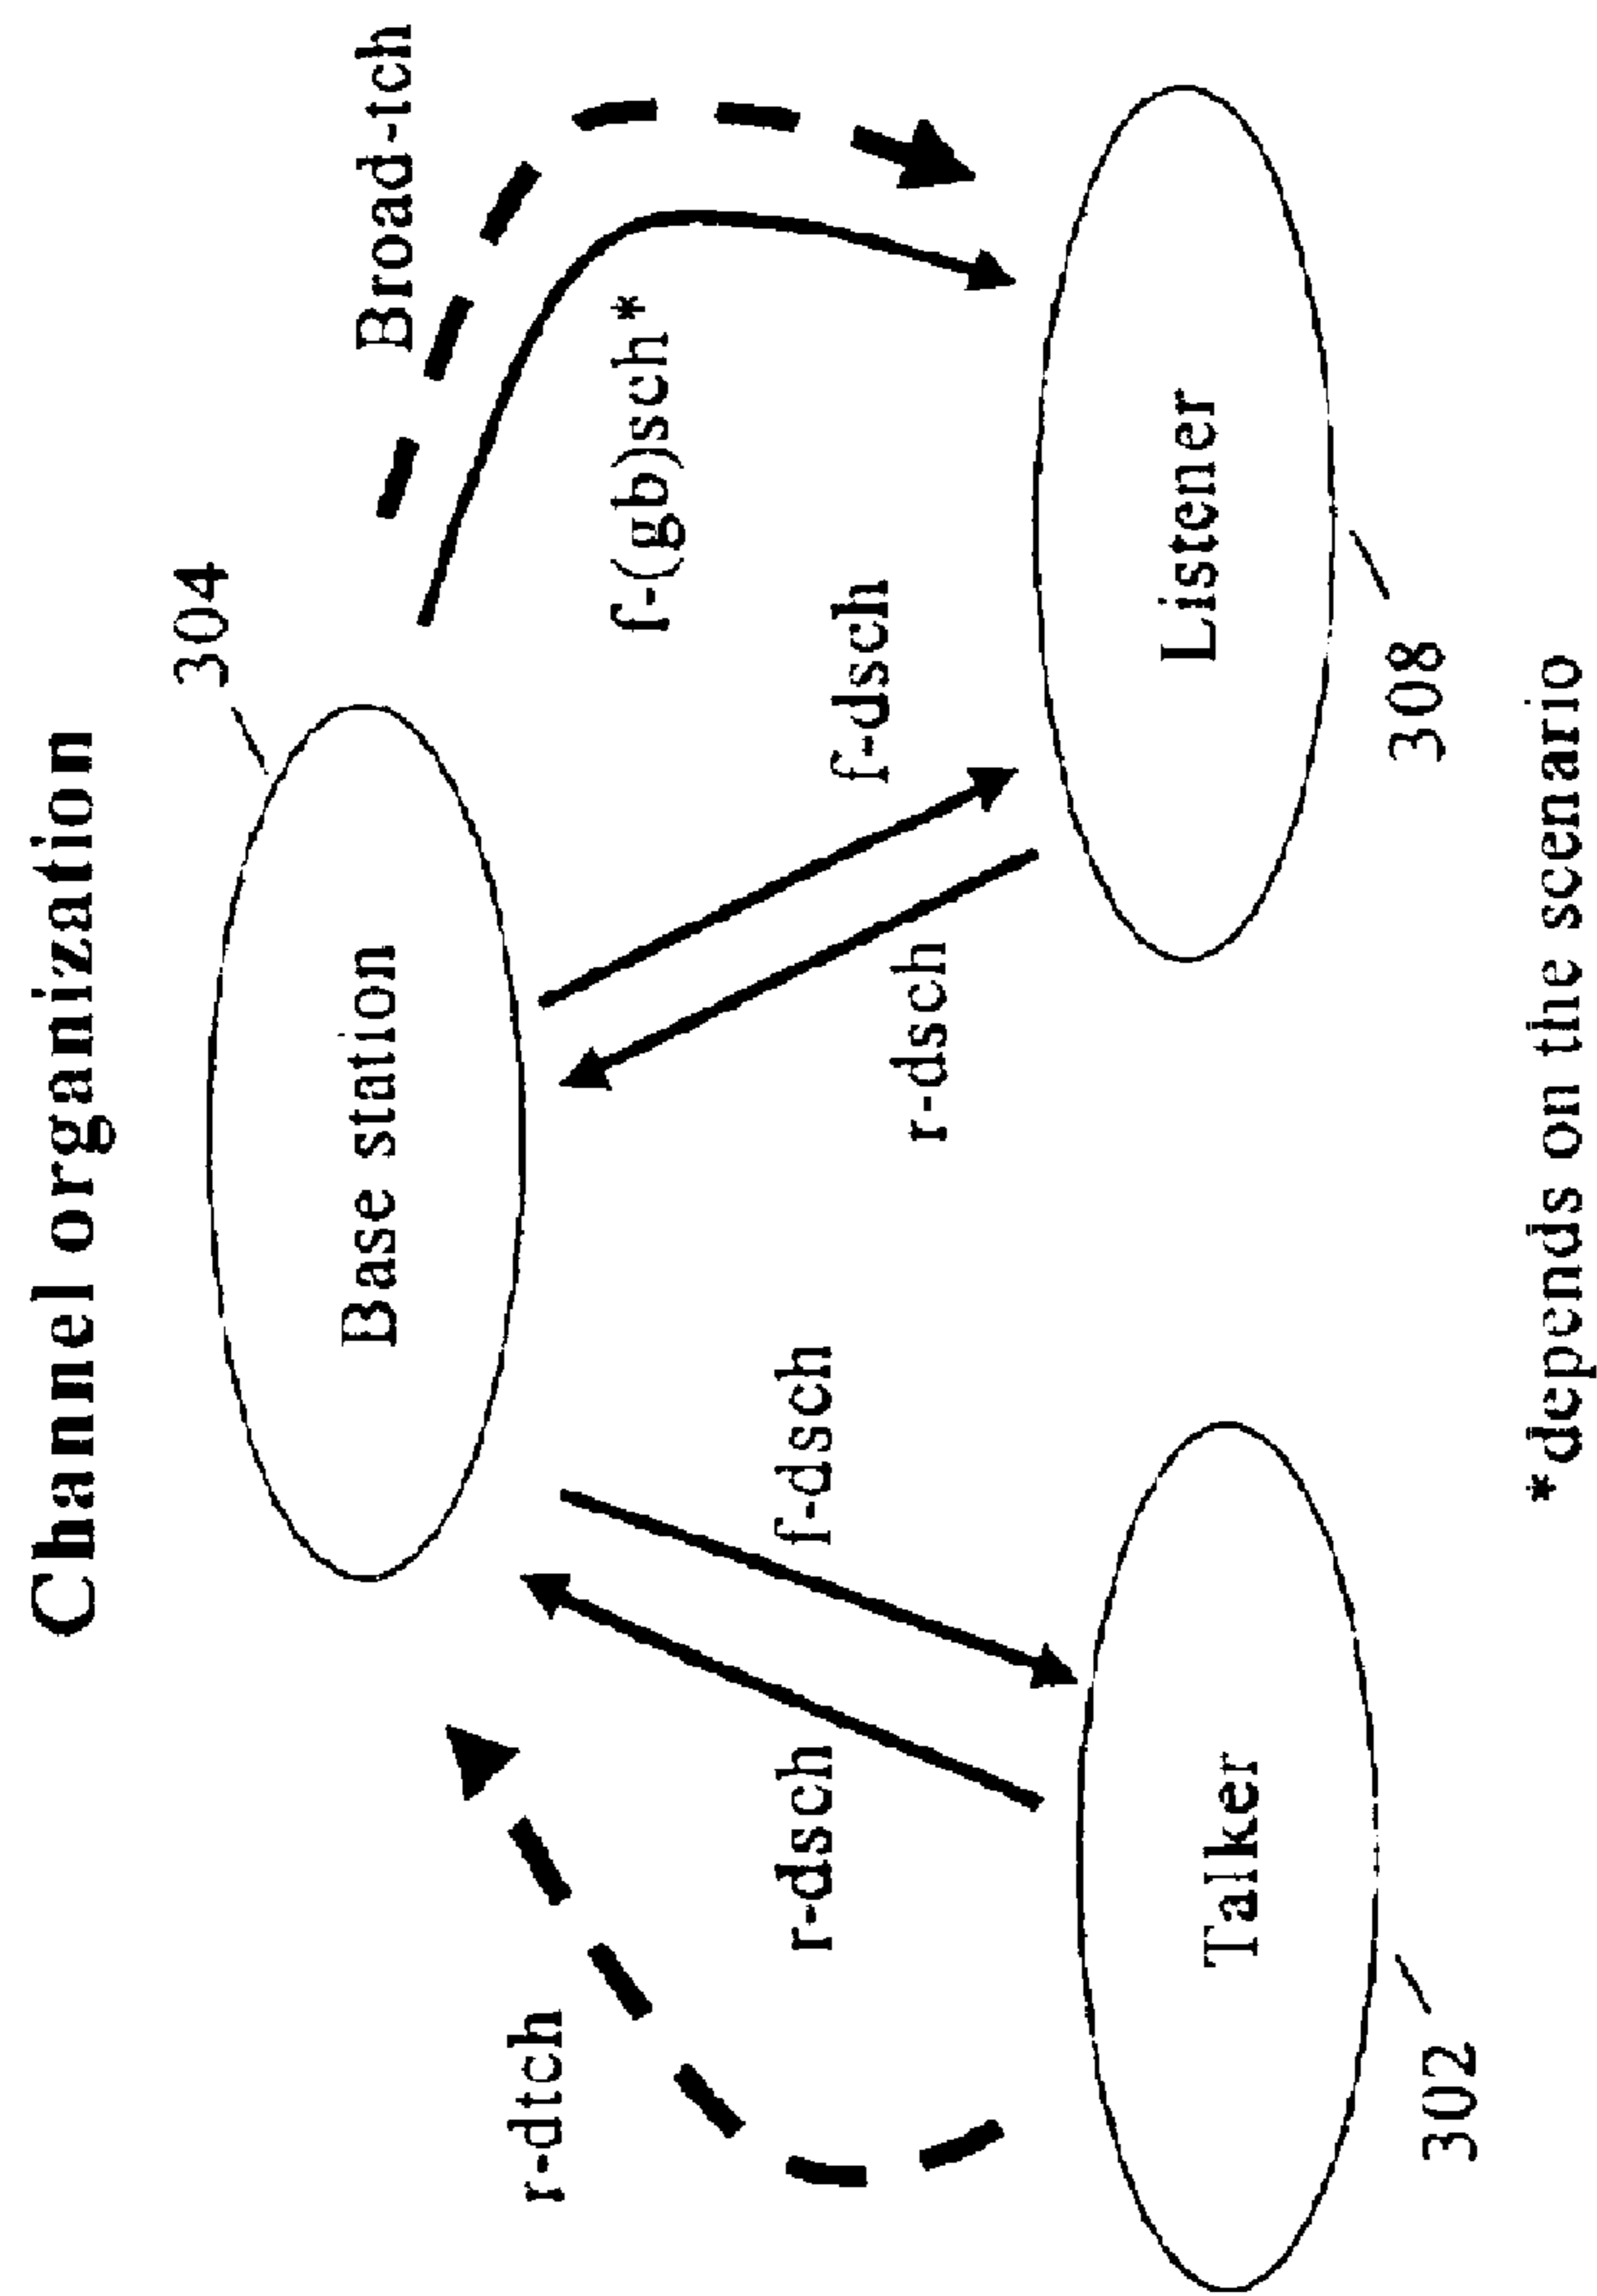 Channel organization
304
Base station
Broad-tch
r-dtch
f-(gb)sch*
r-dsch
f-dsch
r-dsch
f-dsch
Talker
Listener
302
308
*depends on the scenario